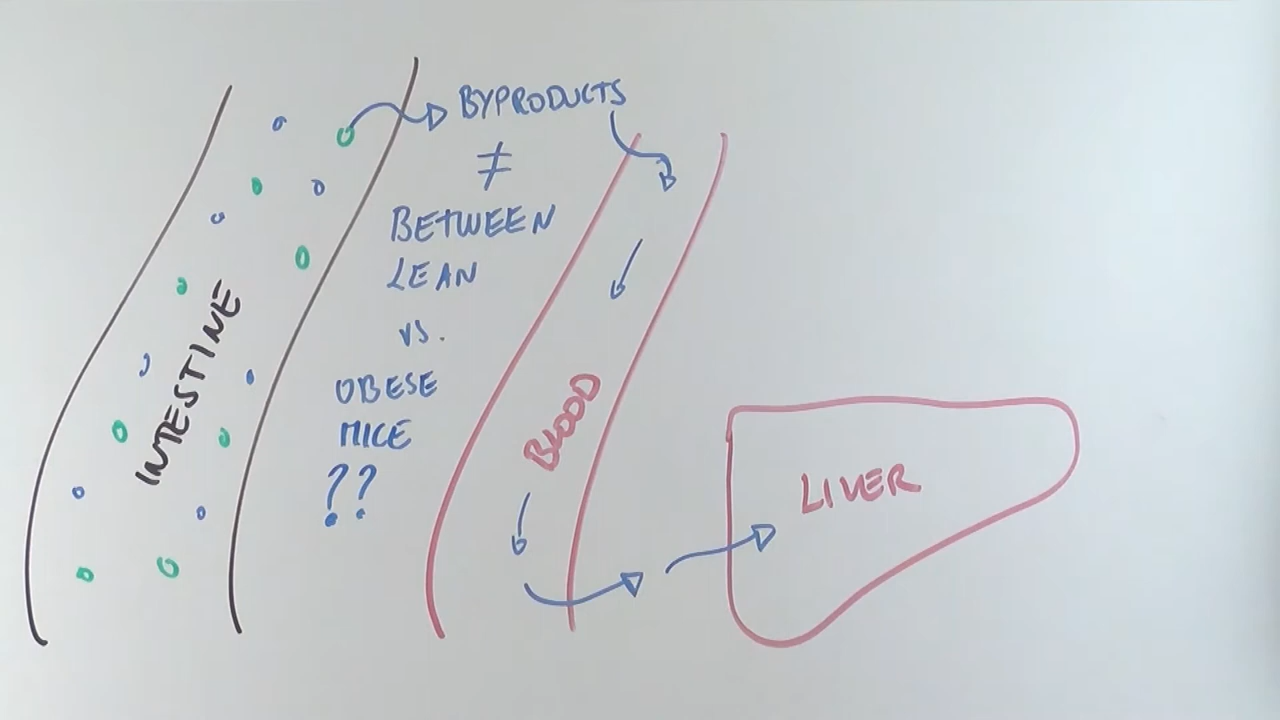 BYPRODUCTS
≠
BETWEEN
LEAN
vs.
OBESE
MICE
??
INTESTINE
BLOOD
LIVER